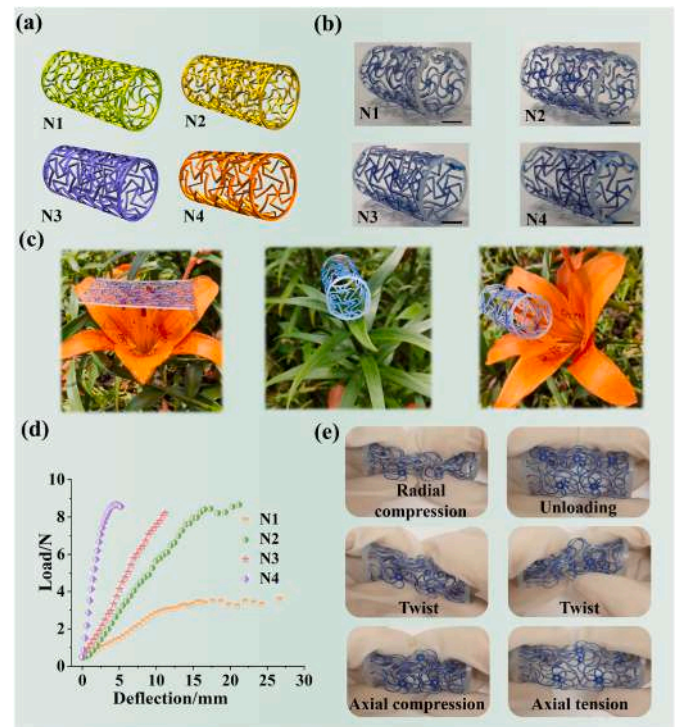 (a)
(b)
N1
N2
N1
N2
N3
N4
N3
N4
(c)
(d)
(e)
10
8
6
4
2
0
Load/N
N1
N2
N3
N4
0
5
10
15
20
25
30
Deflection/mm
Radial
compression
Unloading
Twist
Twist
Axial compression
Axial tension